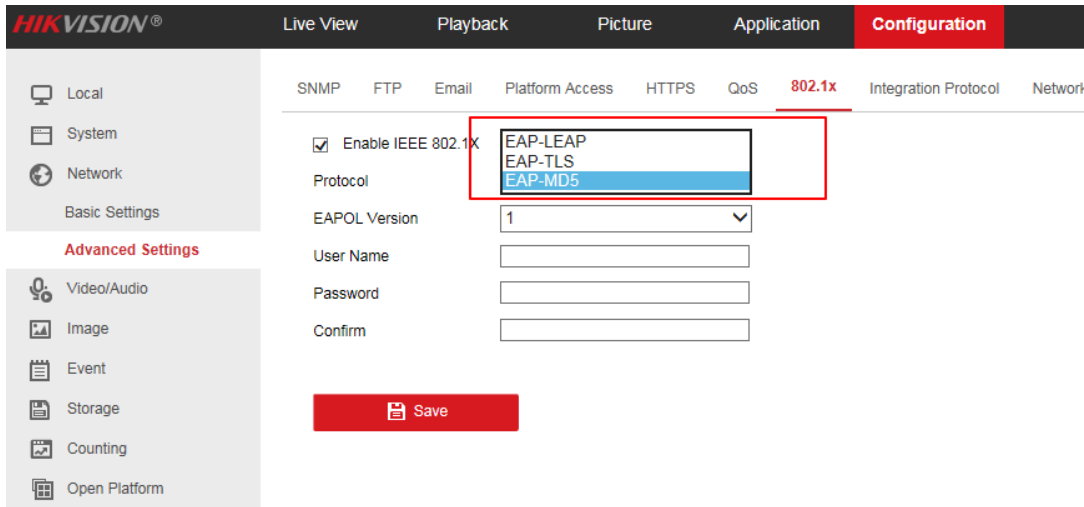 HIKVISION®
Live View Playback Picture Application Configuration
Local
System
Network
Basic Settings
Advanced Settings
Video/Audio
Image
Event
Storage
Counting
Open Platform
SNMP FTP Email Platform Access HTTPS QoS 802.1x Integration Protocol Network
Enable IEEE 802.1X
Protocol
EAP-LEAP
EAP-TLS
EAP-MD5
EAPOL Version 1
User Name
Password
Confirm
Save